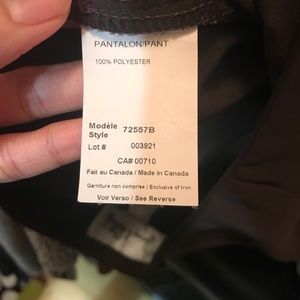 PANTALON/PANT
100% POLYESTER
Modèle
Style 72557B
Lot # 003921
CA# 00710
Fait au Canada / Made in Canada
Garniture non comprise / Exclusive of trim
Voir Verso / See Reverse